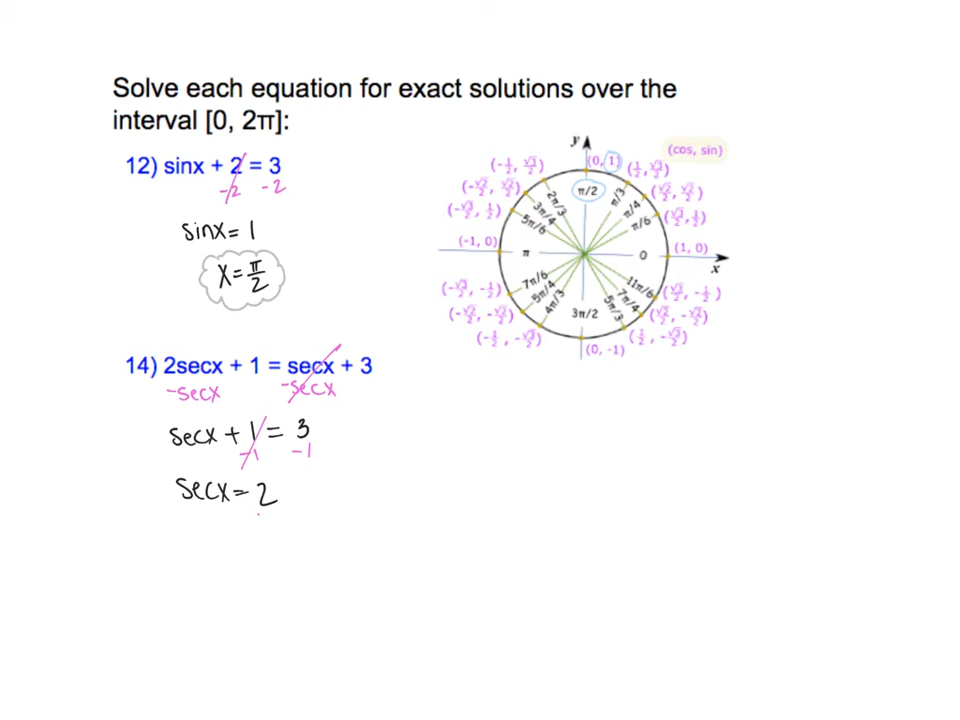 Solve each equation for exact solutions over the
interval [0, 2π]:
12) sinx + 2 = 3
-2 -2
sinx = 1
x = π/2
14) 2secx + 1 = secx + 3
-secx -secx
secx + 1 = 3
-1 -1
secx = 2
y
(cos, sin)
(0, 1)
(-1/2, √3/2) (1/2, √3/2)
(-√2/2, √2/2) (√2/2, √2/2)
(-√3/2, 1/2) (√3/2, 1/2)
(-1, 0) (1, 0)
π/2
2π/3 π/3
3π/4 π/4
5π/6 π/6
π 0
x
7π/6 11π/6
5π/4 7π/4
4π/3 5π/3
3π/2
(-√3/2, -1/2) (√3/2, -1/2)
(-√2/2, -√2/2) (√2/2, -√2/2)
(-1/2, -√3/2) (1/2, -√3/2)
(0, -1)